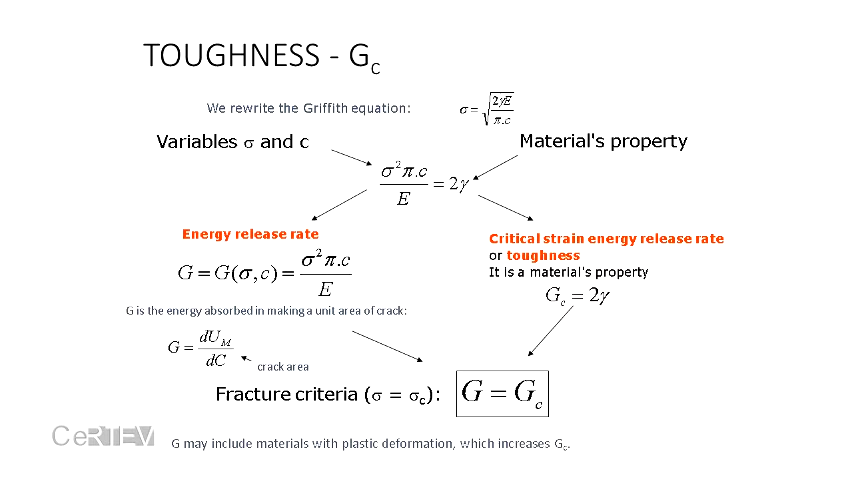 TOUGHNESS - Gc
We rewrite the Griffith equation: σ = √(2γE / π.c)
Variables σ and c
Material's property
σ²π.c / E = 2γ
Energy release rate
Critical strain energy release rate
or toughness
It is a material's property
G = G(σ, c) = σ²π.c / E
Gc = 2γ
G is the energy absorbed in making a unit area of crack:
G = dU_M / dC
crack area
Fracture criteria (σ = σc): G = Gc
CeRTEV
G may include materials with plastic deformation, which increases Gc.